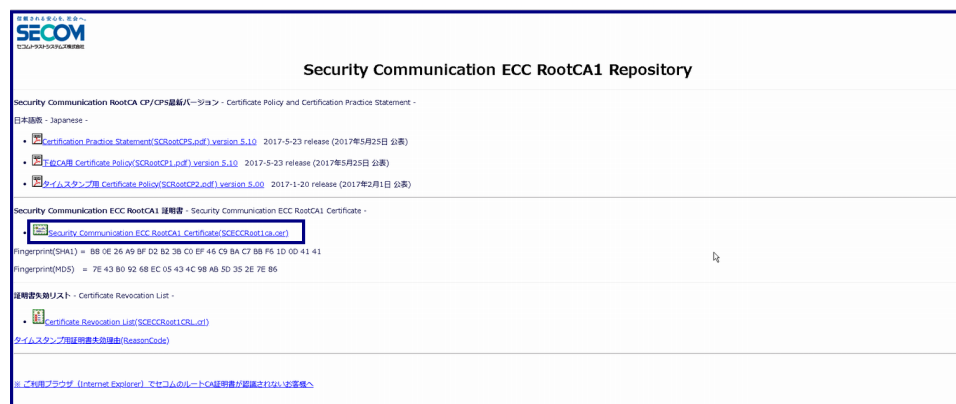 信頼される安心を、社会へ。
SECOM
セコムトラストシステムズ株式会社
Security Communication ECC RootCA1 Repository
Security Communication RootCA CP/CPS最新バージョン - Certificate Policy and Certification Practice Statement -
日本語版 - Japanese -
Certification Practice Statement(SCRootCPS.pdf) version 5.10 2017-5-23 release (2017年5月25日 公表)
下位CA用 Certificate Policy(SCRootCP1.pdf) version 5.10 2017-5-23 release (2017年5月25日 公表)
タイムスタンプ用 Certificate Policy(SCRootCP2.pdf) version 5.00 2017-1-20 release (2017年2月1日 公表)
Security Communication ECC RootCA1 証明書 - Security Communication ECC RootCA1 Certificate -
Security Communication ECC RootCA1 Certificate(SCECCRoot1ca.cer)
Fingerprint(SHA1) = B8 0E 26 A9 BF D2 B2 3B C0 EF 46 C9 BA C7 BB F6 1D 0D 41 41
Fingerprint(MD5) = 7E 43 B0 92 68 EC 05 43 4C 98 AB 5D 35 2E 7E 86
証明書失効リスト - Certificate Revocation List -
Certificate Revocation List(SCECCRoot1CRL.crl)
タイムスタンプ用証明書失効理由(ReasonCode)
※ ご利用ブラウザ（Internet Explorer）でセコムのルートCA証明書が認識されないお客様へ